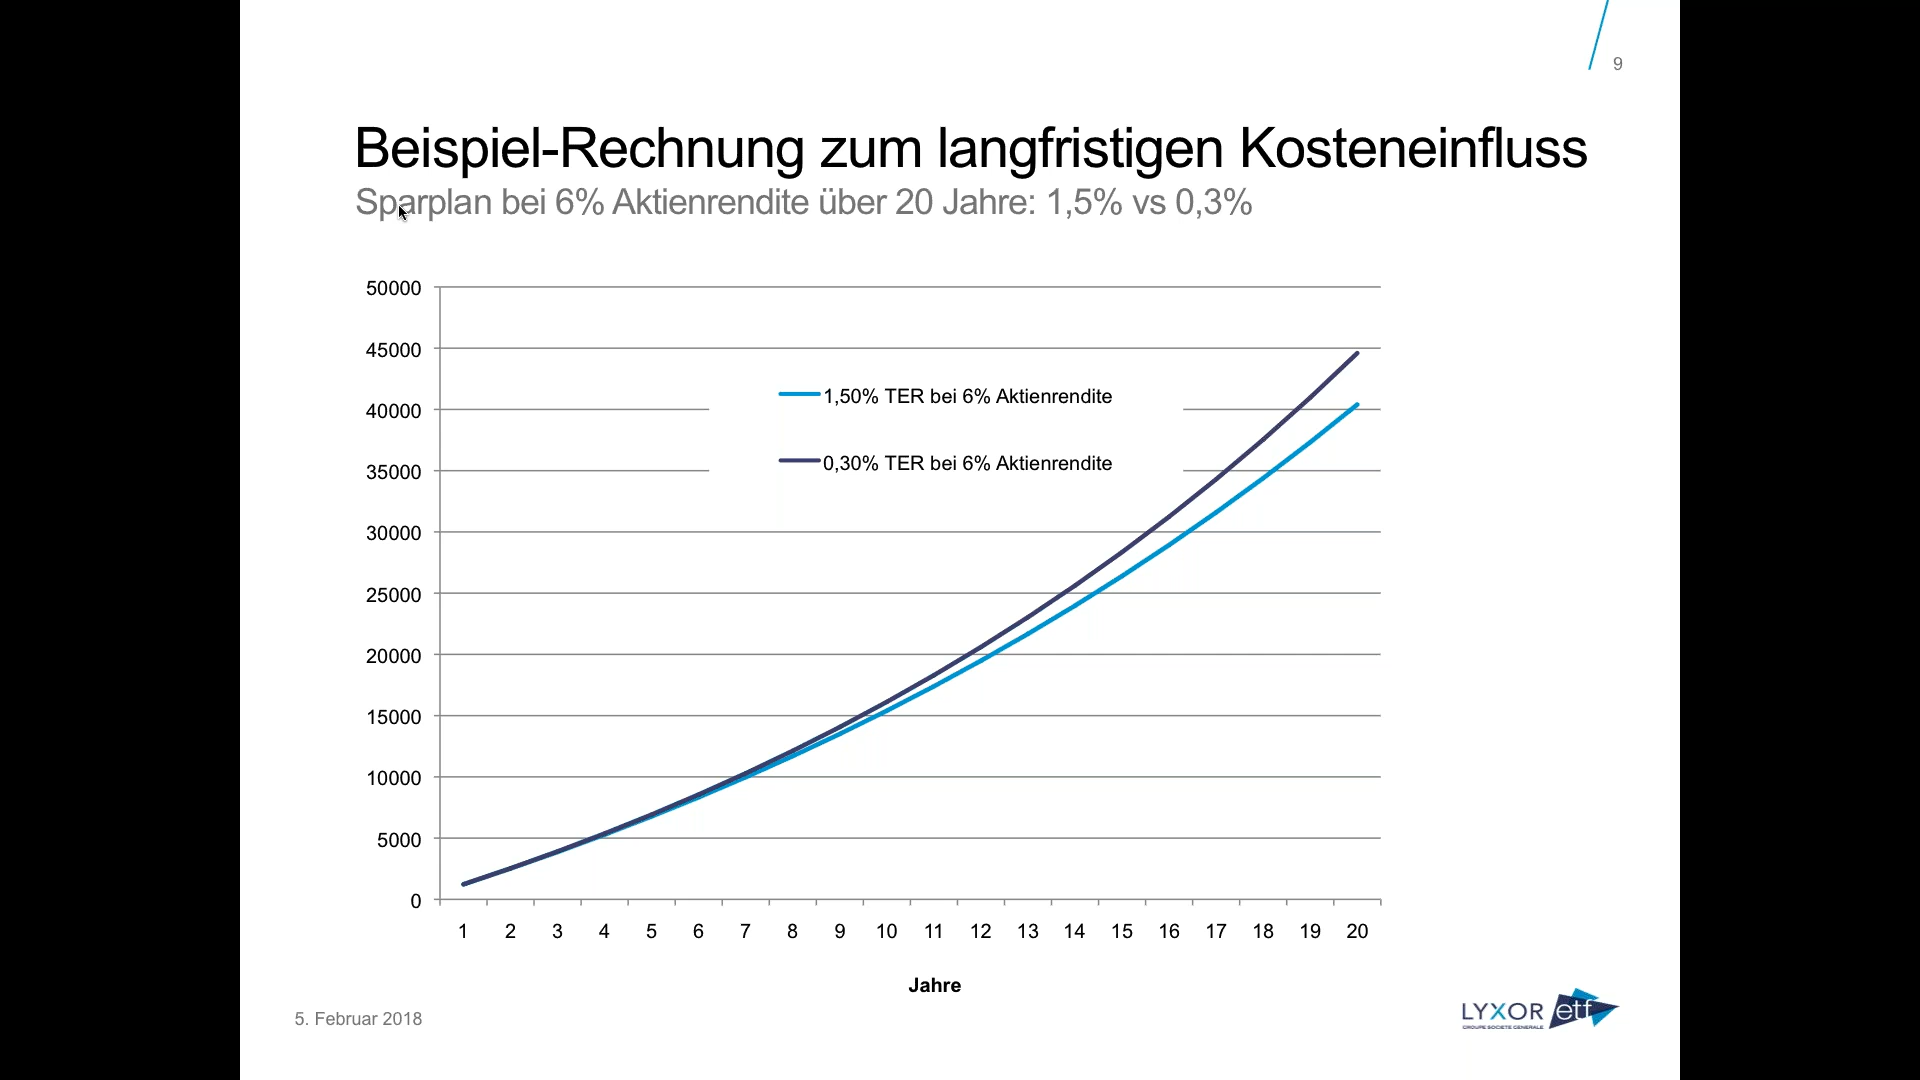 9
Beispiel-Rechnung zum langfristigen Kosteneinfluss
Sparplan bei 6% Aktienrendite über 20 Jahre: 1,5% vs 0,3%
50000
45000
40000
35000
30000
25000
20000
15000
10000
5000
0
1,50% TER bei 6% Aktienrendite
0,30% TER bei 6% Aktienrendite
1 2 3 4 5 6 7 8 9 10 11 12 13 14 15 16 17 18 19 20
Jahre
5. Februar 2018
LYXOR etf
GROUPE SOCIETE GENERALE